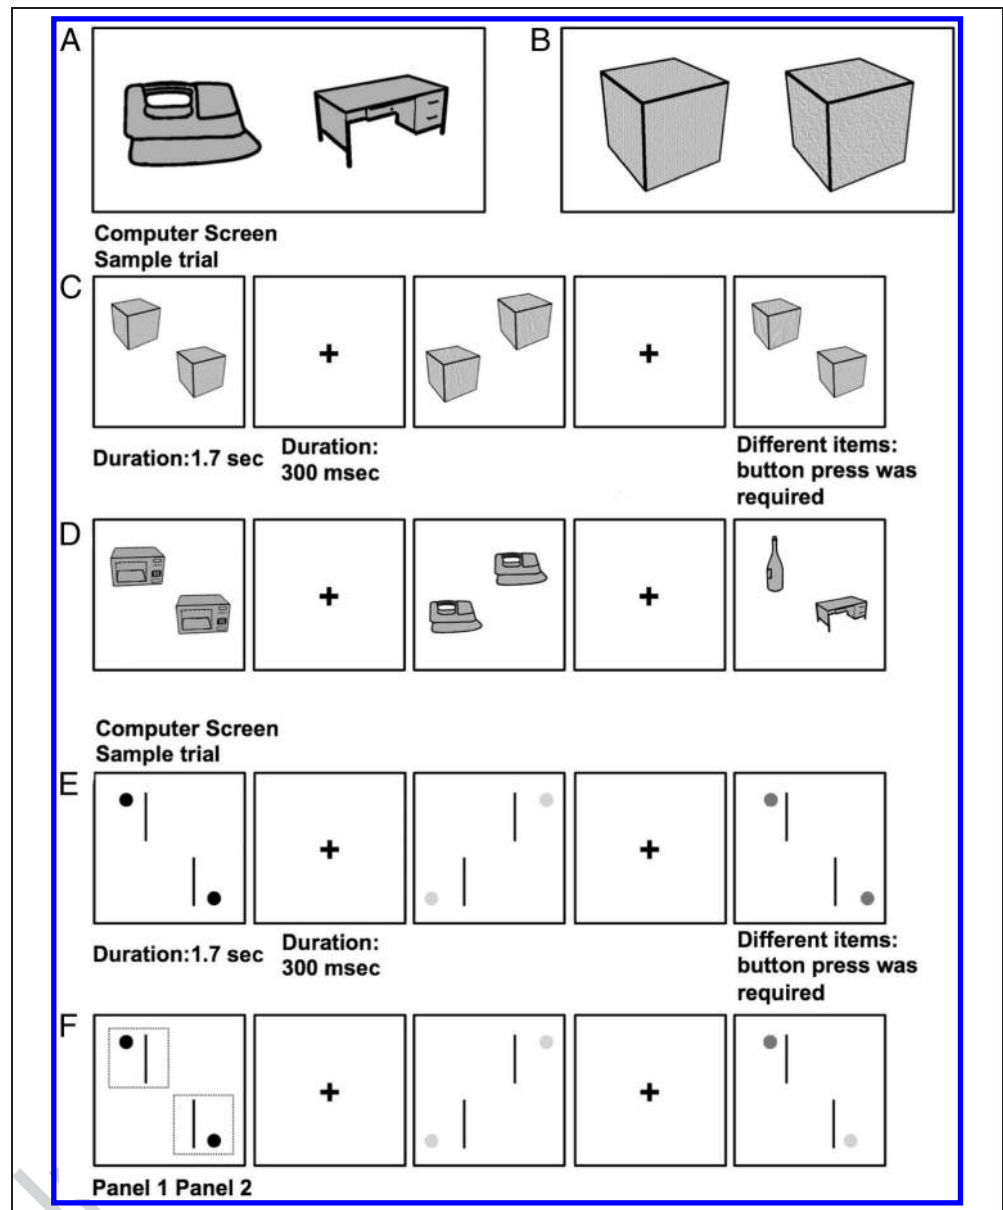 A
B
Computer Screen
Sample trial
C
Duration:1.7 sec
Duration:
300 msec
Different items:
button press was
required
D
Computer Screen
Sample trial
E
Duration:1.7 sec
Duration:
300 msec
Different items:
button press was
required
F
Panel 1 Panel 2